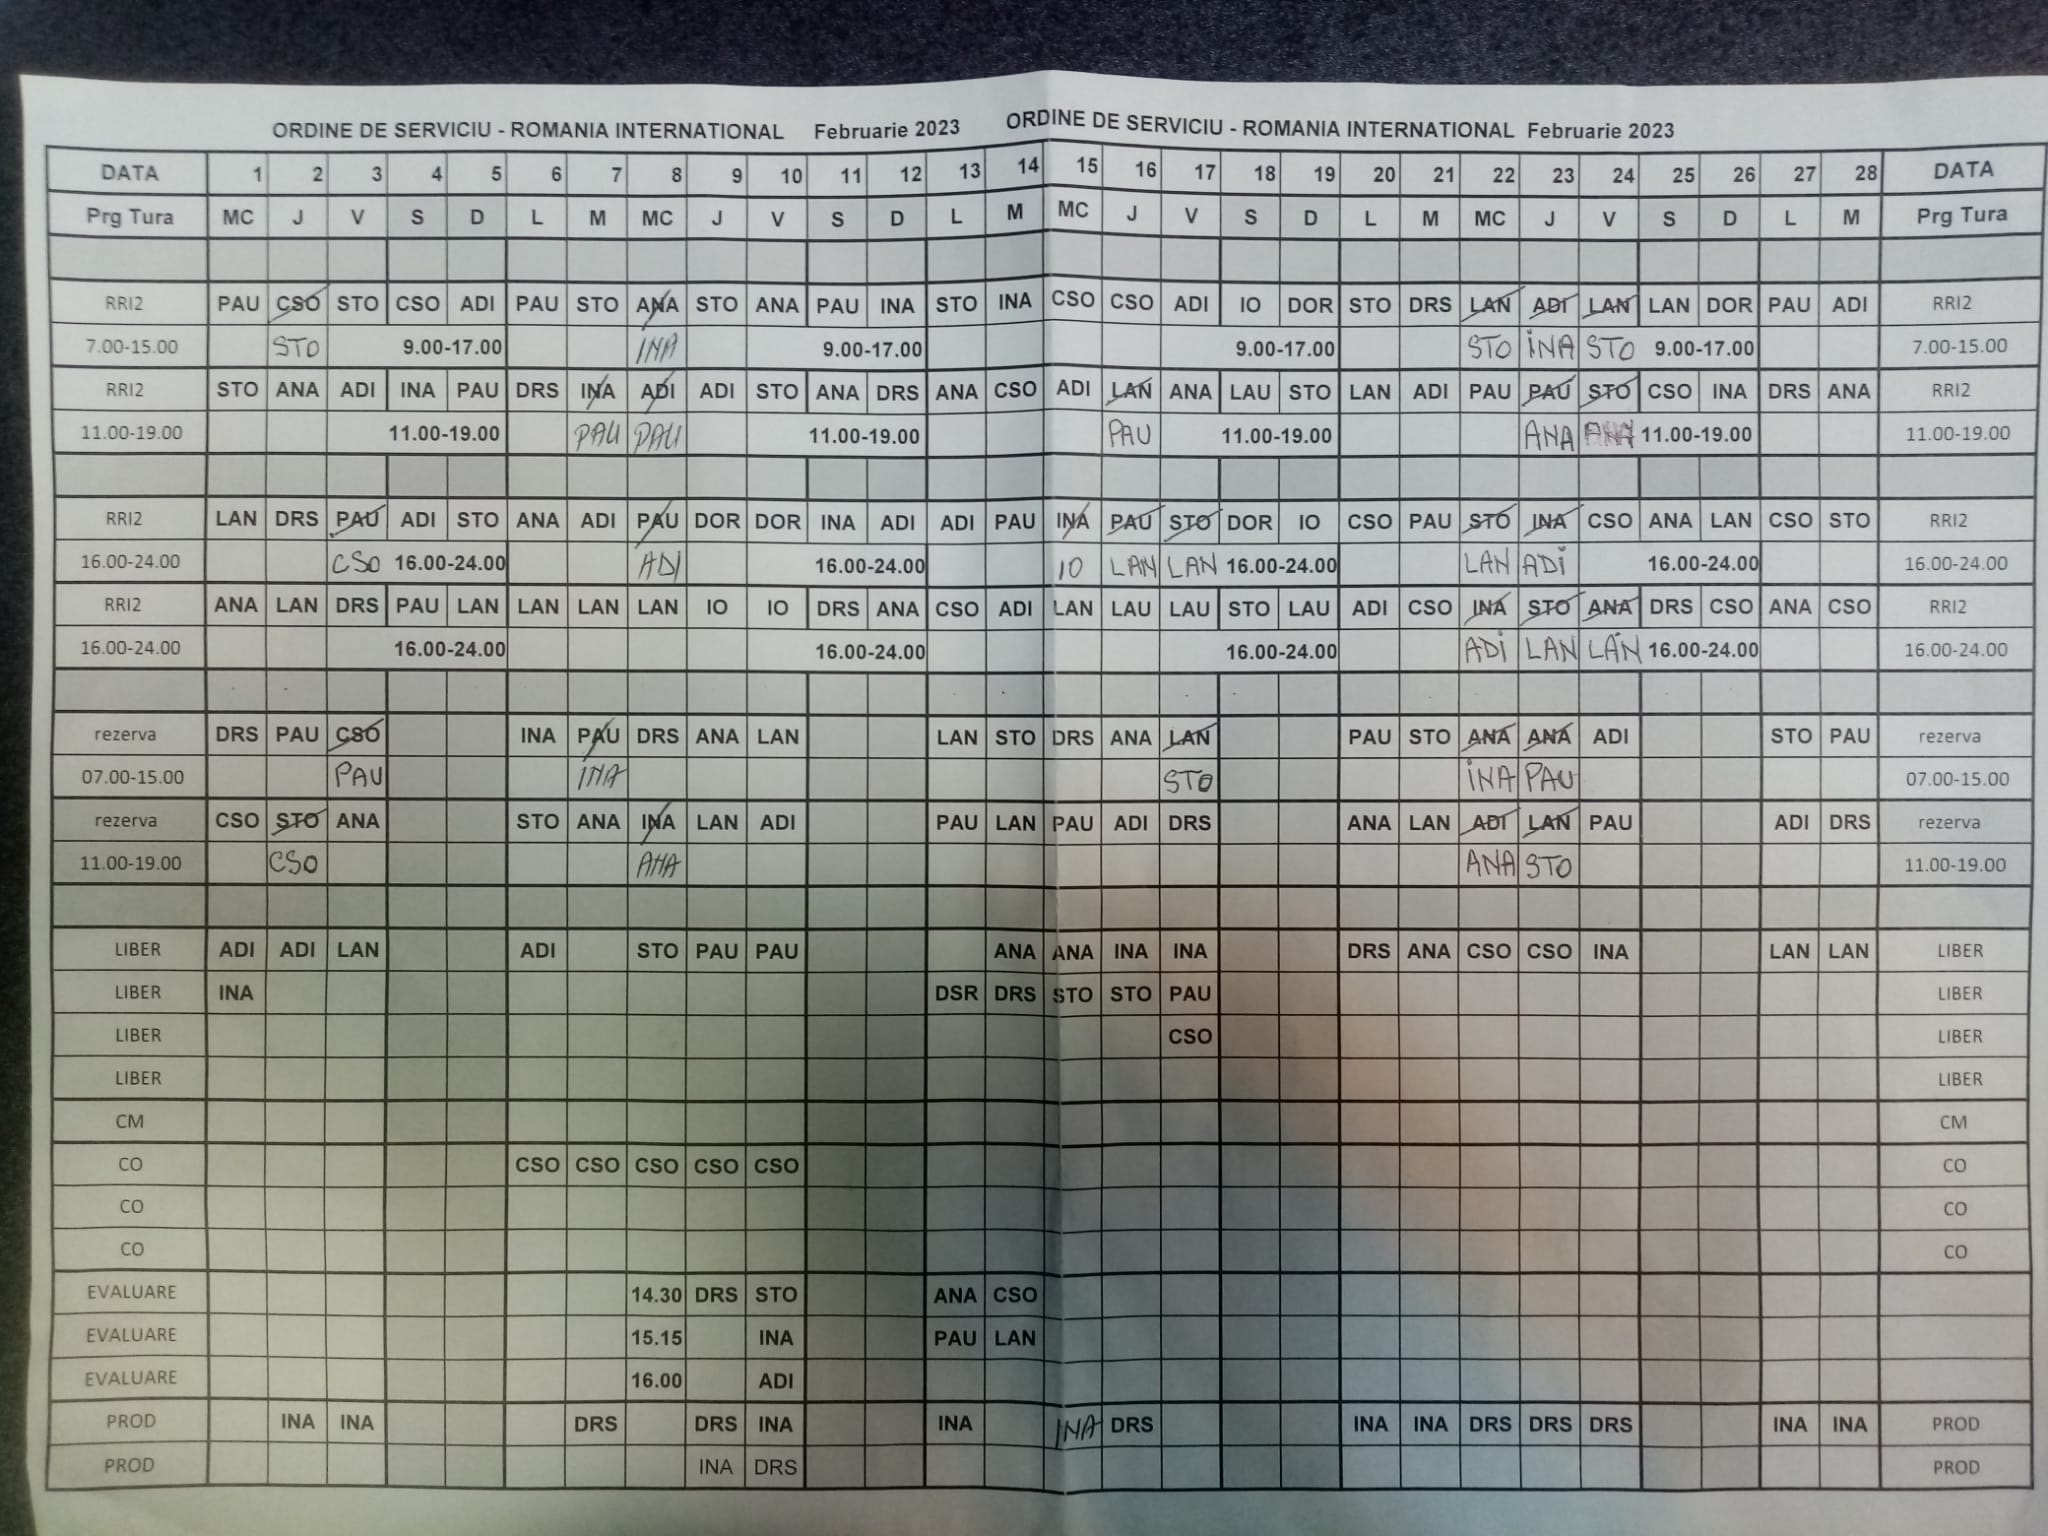 ORDINE DE SERVICIU - ROMANIA INTERNATIONAL Februarie 2023 ORDINE DE SERVICIU - ROMANIA INTERNATIONAL Februarie 2023
DATA 1 2 3 4 5 6 7 8 9 10 11 12 13 14 15 16 17 18 19 20 21 22 23 24 25 26 27 28 DATA
Prg Tura MC J V S D L M MC J V S D L M MC J V S D L M MC J V S D L M Prg Tura
RRI2 PAU CSO STO CSO ADI PAU STO ANA STO ANA PAU INA STO INA CSO CSO ADI IO DOR STO DRS LAN ADI LAN LAN DOR PAU ADI RRI2
7.00-15.00 STO 9.00-17.00 INA 9.00-17.00 9.00-17.00 STO INA STO 9.00-17.00 7.00-15.00
RRI2 STO ANA ADI INA PAU DRS INA ADI ADI STO ANA DRS ANA CSO ADI LAN ANA LAU STO LAN ADI PAU PAU STO CSO INA DRS ANA RRI2
11.00-19.00 11.00-19.00 PAU PAU 11.00-19.00 PAU 11.00-19.00 ANA 11.00-19.00 11.00-19.00
RRI2 LAN DRS PAU ADI STO ANA ADI PAU DOR DOR INA ADI ADI PAU INA PAU STO DOR IO CSO PAU STO INA CSO ANA LAN CSO STO RRI2
16.00-24.00 CSO 16.00-24.00 ADI 16.00-24.00 IO LAN LAN 16.00-24.00 LAN ADI 16.00-24.00 16.00-24.00
RRI2 ANA LAN DRS PAU LAN LAN LAN LAN IO IO DRS ANA CSO ADI LAN LAU LAU STO LAU ADI CSO INA STO ANA DRS CSO ANA CSO RRI2
16.00-24.00 16.00-24.00 16.00-24.00 16.00-24.00 ADI LAN LAN 16.00-24.00 16.00-24.00
rezerva DRS PAU CSO INA PAU DRS ANA LAN LAN STO DRS ANA LAN PAU STO ANA ANA ADI STO PAU rezerva
07.00-15.00 PAU INA STO INA PAU 07.00-15.00
rezerva CSO STO ANA STO ANA INA LAN ADI PAU LAN PAU ADI DRS ANA LAN ADI LAN PAU ADI DRS rezerva
11.00-19.00 CSO ANA ANA STO 11.00-19.00
LIBER ADI ADI LAN ADI STO PAU PAU ANA ANA INA INA DRS ANA CSO CSO INA LAN LAN LIBER
LIBER INA DSR DRS STO STO PAU LIBER
LIBER CSO LIBER
LIBER LIBER
CM CM
CO CSO CSO CSO CSO CSO CO
CO CO
CO CO
EVALUARE 14.30 DRS STO ANA CSO
EVALUARE 15.15 INA PAU LAN
EVALUARE 16.00 ADI
PROD INA INA DRS DRS INA INA INA DRS INA INA DRS DRS DRS INA INA PROD
PROD INA DRS PROD